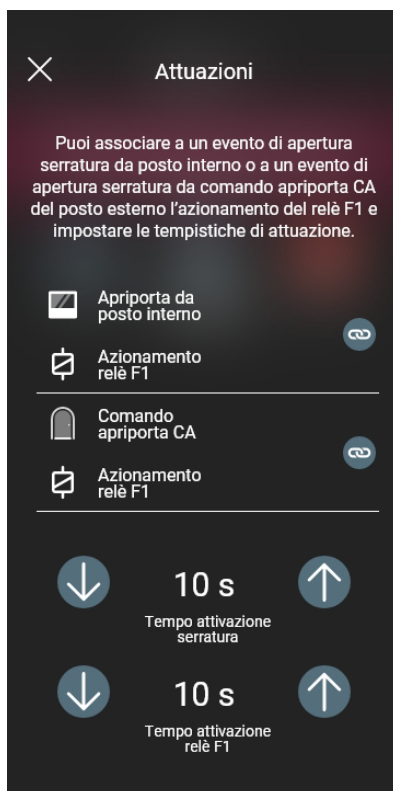 Attuazioni
Puoi associare a un evento di apertura
serratura da posto interno o a un evento di
apertura serratura da comando apriporta CA
del posto esterno l'azionamento del relè F1 e
impostare le tempistiche di attuazione.
Apriporta da
posto interno
Azionamento
relè F1
Comando
apriporta CA
Azionamento
relè F1
10 s
Tempo attivazione
serratura
10 s
Tempo attivazione
relè F1